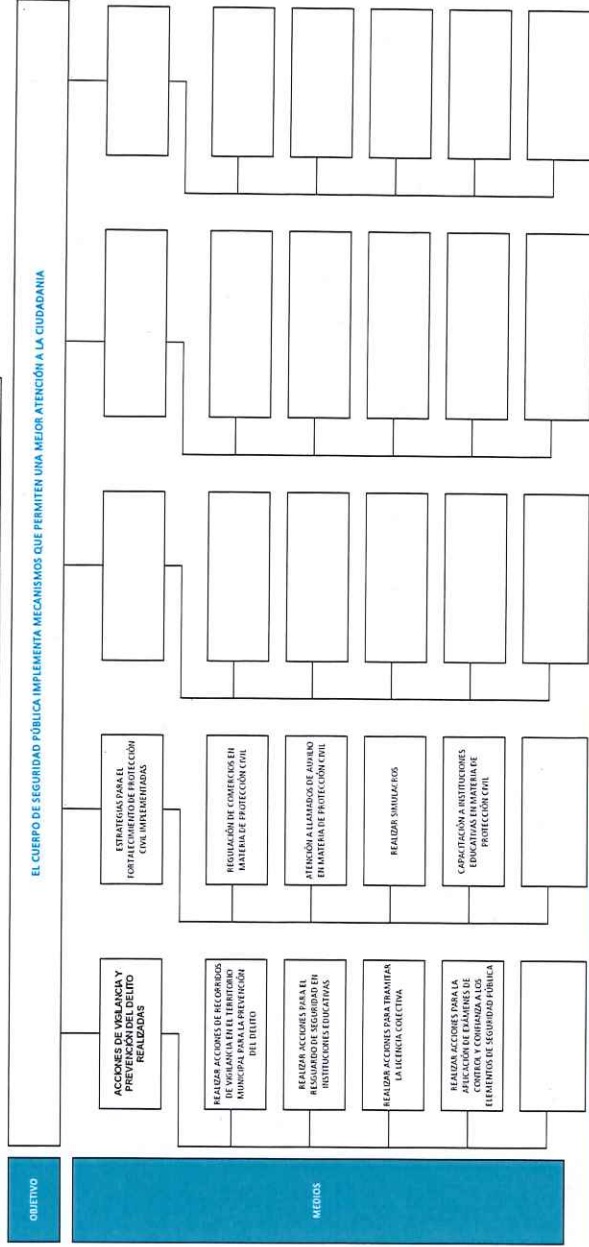 OBJETIVO
EL CUERPO DE SEGURIDAD PÚBLICA IMPLEMENTA MECANISMOS QUE PERMITEN UNA MEJOR ATENCIÓN A LA CIUDADANIA
MEDIOS
ACCIONES DE VIGILANCIA Y
PREVENCIÓN DEL DELITO
REALIZADAS
REALIZAR ACCIONES DE RECORRIDOS
DE VIGILANCIA EN EL TERRITORIO
MUNICIPAL PARA LA PREVENCIÓN
DEL DELITO
REALIZAR ACCIONES PARA EL
RESGUARDO DE SEGURIDAD EN
INSTITUCIONES EDUCATIVAS
REALIZAR ACCIONES PARA TRAMITAR
LA LICENCIA COLECTIVA
REALIZAR ACCIONES PARA LA
APLICACIÓN DE EXÁMENES DE
CONTROL Y CONFIANZA A LOS
ELEMENTOS DE SEGURIDAD PÚBLICA
ESTRATEGIAS PARA EL
FORTALECIMIENTO DE PROTECCIÓN
CIVIL IMPLEMENTADAS
REGULACIÓN DE COMERCIOS EN
MATERIA DE PROTECCIÓN CIVIL
ATENCIÓN A LLAMADOS DE AUXILIO
EN MATERIA DE PROTECCIÓN CIVIL
REALIZAR SIMULACROS
CAPACITACIÓN A INSTITUCIONES
EDUCATIVAS EN MATERIA DE
PROTECCIÓN CIVIL